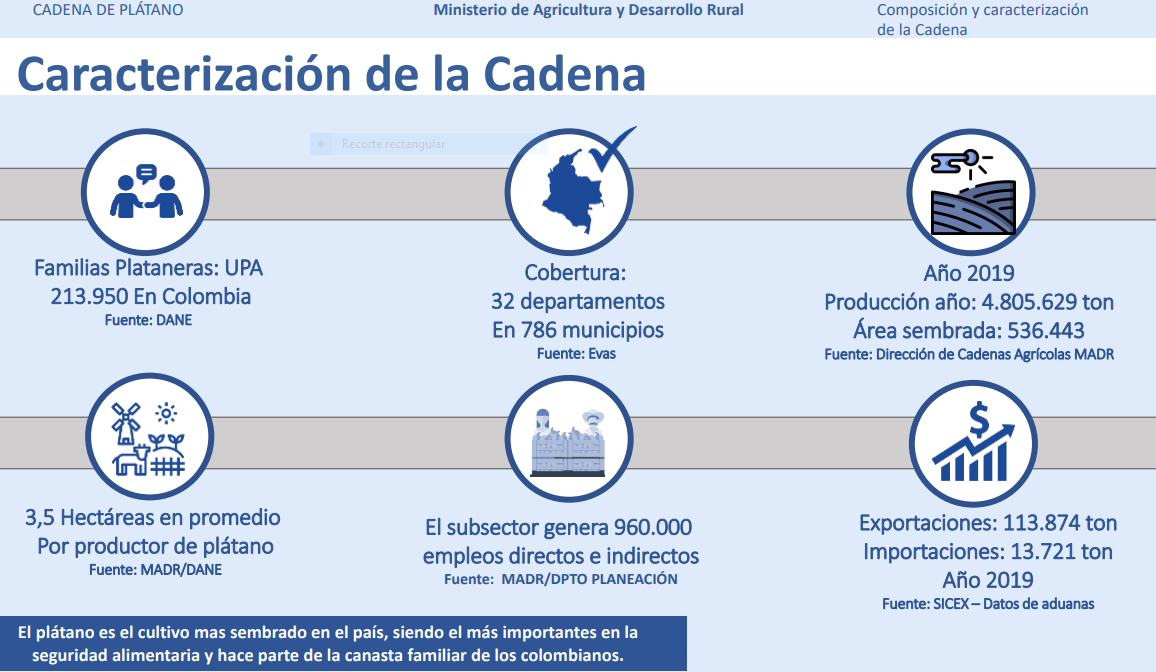 CADENA DE PLÁTANO
Ministerio de Agricultura y Desarrollo Rural
Composición y caracterización
de la Cadena
Caracterización de la Cadena
Recorte rectangular
Familias Plataneras: UPA
213.950 En Colombia
Fuente: DANE
Cobertura:
32 departamentos
En 786 municipios
Fuente: Evas
Año 2019
Producción año: 4.805.629 ton
Área sembrada: 536.443
Fuente: Dirección de Cadenas Agrícolas MADR
3,5 Hectáreas en promedio
Por productor de plátano
Fuente: MADR/DANE
El subsector genera 960.000
empleos directos e indirectos
Fuente: MADR/DPTO PLANEACIÓN
Exportaciones: 113.874 ton
Importaciones: 13.721 ton
Año 2019
Fuente: SICEX – Datos de aduanas
El plátano es el cultivo mas sembrado en el país, siendo el más importantes en la
seguridad alimentaria y hace parte de la canasta familiar de los colombianos.